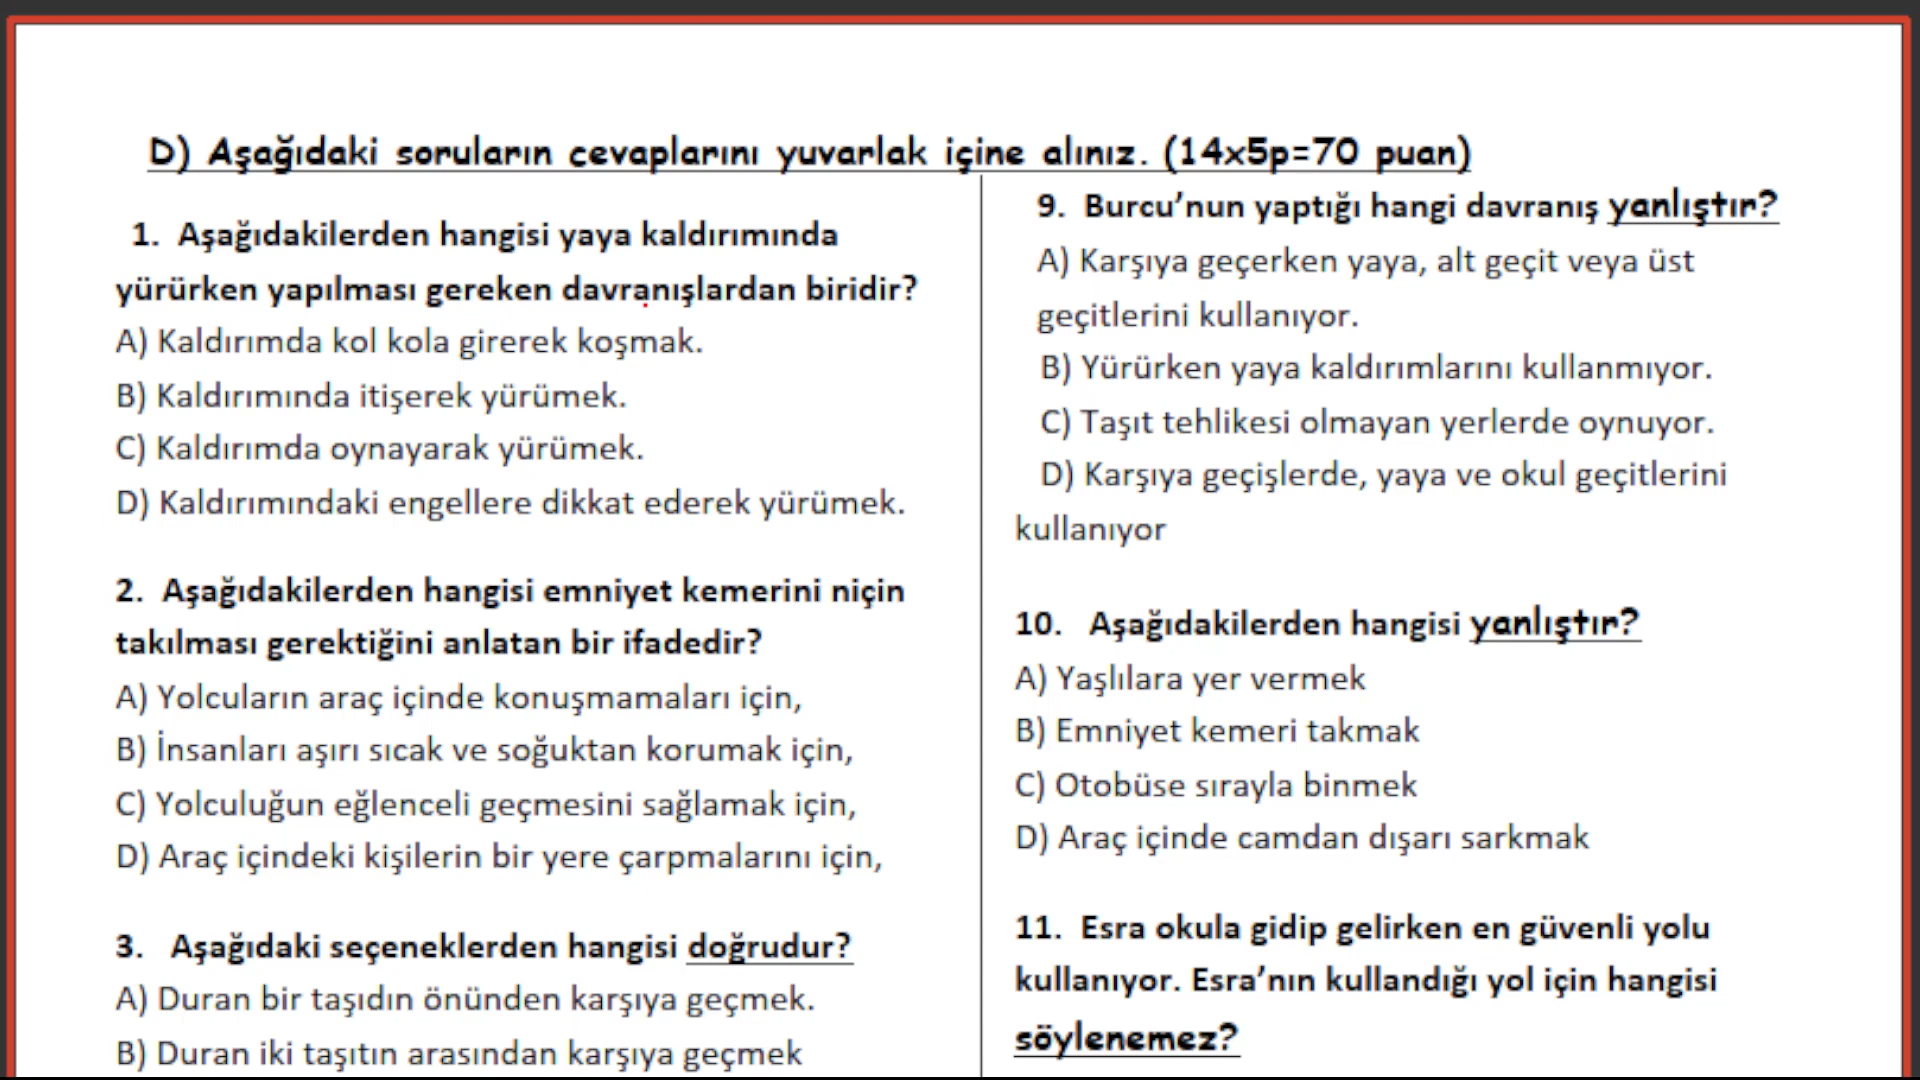 D) Aşağıdaki soruların cevaplarını yuvarlak içine alınız. (14x5p=70 puan)
1. Aşağıdakilerden hangisi yaya kaldırımında
yürürken yapılması gereken davranışlardan biridir?
A) Kaldırımda kol kola girerek koşmak.
B) Kaldırımında itişerek yürümek.
C) Kaldırımda oynayarak yürümek.
D) Kaldırımındaki engellere dikkat ederek yürümek.
2. Aşağıdakilerden hangisi emniyet kemerini niçin
takılması gerektiğini anlatan bir ifadedir?
A) Yolcuların araç içinde konuşmamaları için,
B) İnsanları aşırı sıcak ve soğuktan korumak için,
C) Yolculuğun eğlenceli geçmesini sağlamak için,
D) Araç içindeki kişilerin bir yere çarpmalarını için,
3. Aşağıdaki seçeneklerden hangisi doğrudur?
A) Duran bir taşıdın önünden karşıya geçmek.
B) Duran iki taşıtın arasından karşıya geçmek
9. Burcu’nun yaptığı hangi davranış yanlıştır?
A) Karşıya geçerken yaya, alt geçit veya üst
geçitlerini kullanıyor.
B) Yürürken yaya kaldırımlarını kullanmıyor.
C) Taşıt tehlikesi olmayan yerlerde oynuyor.
D) Karşıya geçişlerde, yaya ve okul geçitlerini
kullanıyor
10. Aşağıdakilerden hangisi yanlıştır?
A) Yaşlılara yer vermek
B) Emniyet kemeri takmak
C) Otobüse sırayla binmek
D) Araç içinde camdan dışarı sarkmak
11. Esra okula gidip gelirken en güvenli yolu
kullanıyor. Esra’nın kullandığı yol için hangisi
söylenemez?